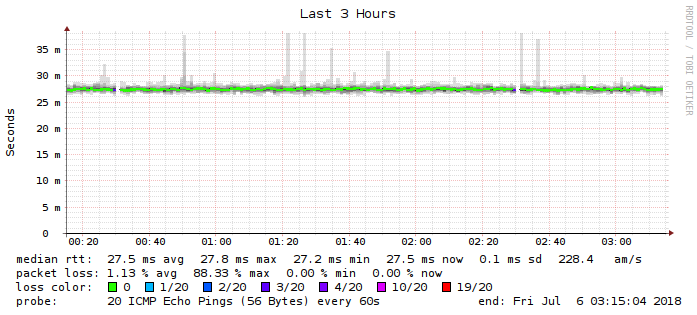 Last 3 Hours
RRDTOOL / TOBI OETIKER
Seconds
35 m
30 m
25 m
20 m
15 m
10 m
5 m
0
00:20 00:40 01:00 01:20 01:40 02:00 02:20 02:40 03:00
median rtt: 27.5 ms avg 27.8 ms max 27.2 ms min 27.5 ms now 0.1 ms sd 228.4 am/s
packet loss: 1.13 % avg 88.33 % max 0.00 % min 0.00 % now
loss color: 0 1/20 2/20 3/20 4/20 10/20 19/20
probe: 20 ICMP Echo Pings (56 Bytes) every 60s end: Fri Jul 6 03:15:04 2018